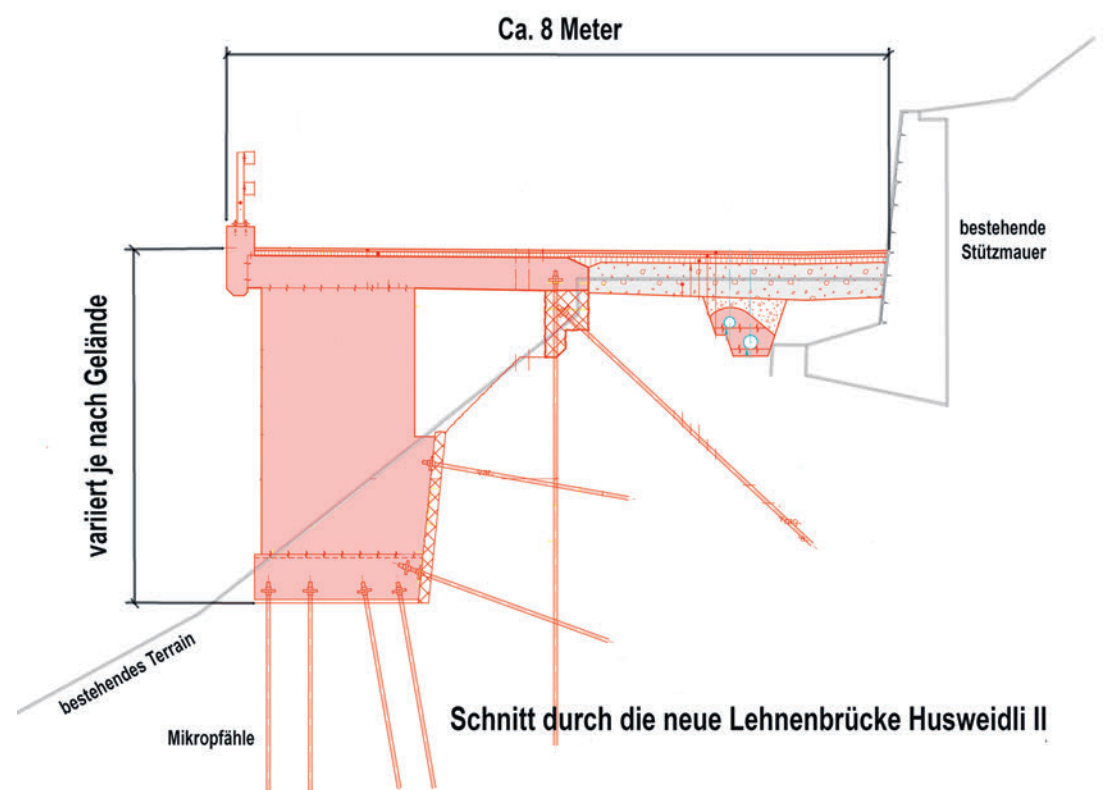 Ca. 8 Meter
bestehende
Stützmauer
variiert je nach Gelände
bestehendes Terrain
Mikropfähle
Schnitt durch die neue Lehnenbrücke Husweidli II